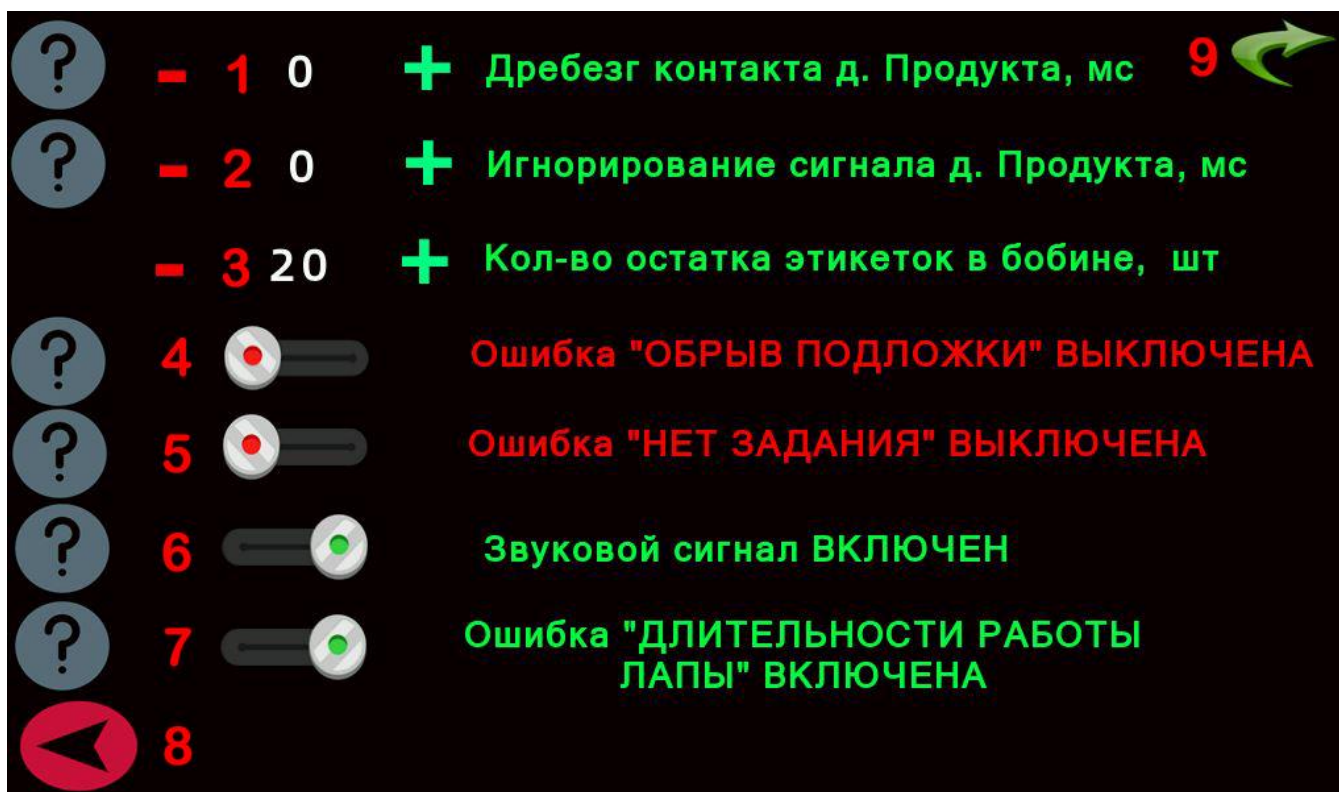 ? - 1 0 + Дребезг контакта д. Продукта, мс 9
? - 2 0 + Игнорирование сигнала д. Продукта, мс
- 3 20 + Кол-во остатка этикеток в бобине, шт
? 4 Ошибка "ОБРЫВ ПОДЛОЖКИ" ВЫКЛЮЧЕНА
? 5 Ошибка "НЕТ ЗАДАНИЯ" ВЫКЛЮЧЕНА
? 6 Звуковой сигнал ВКЛЮЧЕН
? 7 Ошибка "ДЛИТЕЛЬНОСТИ РАБОТЫ
ЛАПЫ" ВКЛЮЧЕНА
8